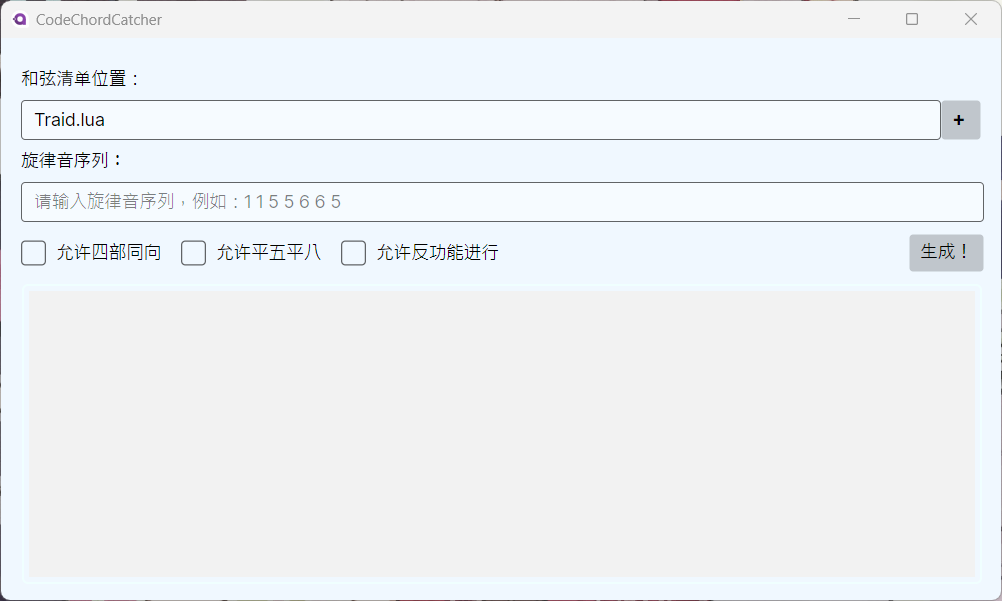 CodeChordCatcher
和弦清单位置：
Traid.lua
+
旋律音序列：
请输入旋律音序列，例如：1 1 5 5 6 6 5
允许四部同向 允许平五平八 允许反功能进行 生成！